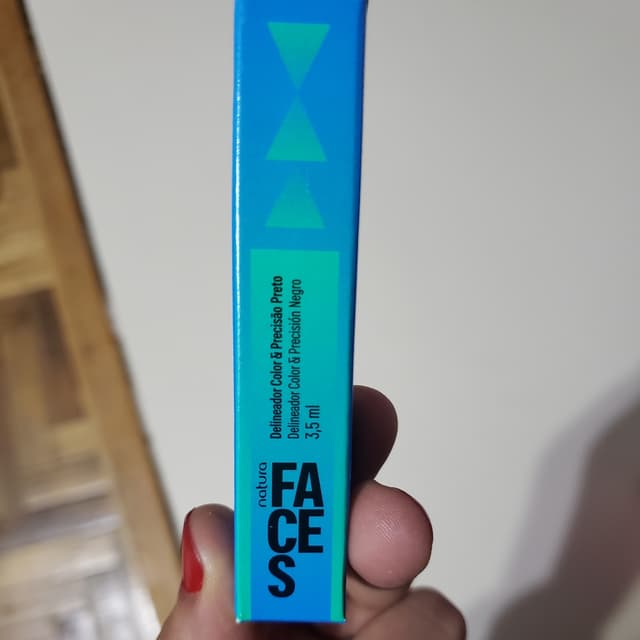 Delineador Color & Precisão Preto
Delineador Color & Precisión Negro
3,5 ml
natura
FA
CE
S